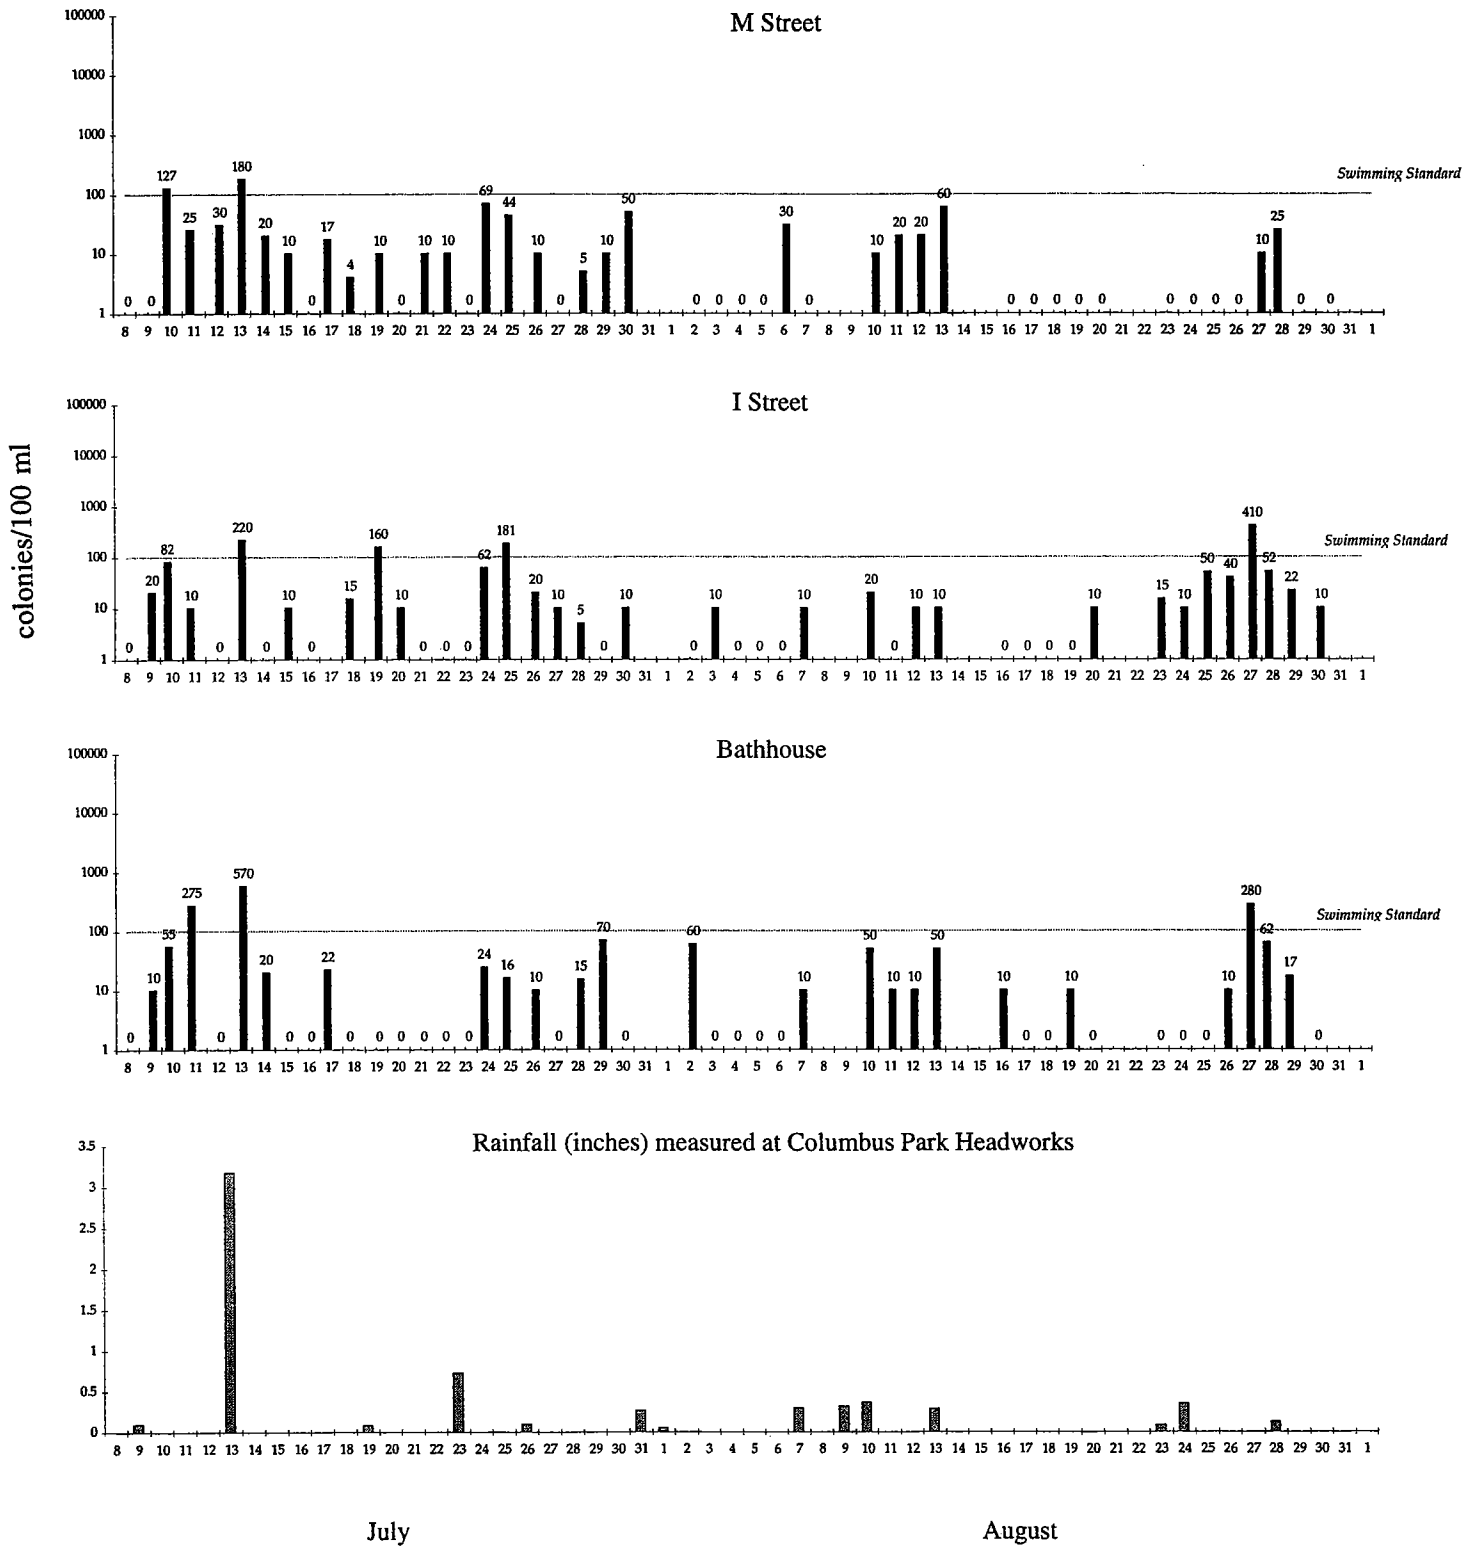 M Street
100000
10000
1000
100
10
1
Swimming Standard
0 0 127 25 30 180 20 10 0 17 4 10 0 10 10 0 69 44 10 0 5 10 50 0 0 0 0 30 0 10 20 20 60 0 0 0 0 0 0 0 0 0 10 25 0 0
8 9 10 11 12 13 14 15 16 17 18 19 20 21 22 23 24 25 26 27 28 29 30 31 1 2 3 4 5 6 7 8 9 10 11 12 13 14 15 16 17 18 19 20 21 22 23 24 25 26 27 28 29 30 31 1
I Street
colonies/100 ml
100000
10000
1000
100
10
1
Swimming Standard
0 20 82 10 0 220 0 10 0 15 160 10 0 0 0 62 181 20 10 5 0 10 0 10 0 0 0 10 20 0 10 10 0 0 0 0 10 15 10 50 40 410 52 22 10
8 9 10 11 12 13 14 15 16 17 18 19 20 21 22 23 24 25 26 27 28 29 30 31 1 2 3 4 5 6 7 8 9 10 11 12 13 14 15 16 17 18 19 20 21 22 23 24 25 26 27 28 29 30 31 1
Bathhouse
100000
10000
1000
100
10
1
Swimming Standard
0 10 55 275 0 570 20 0 0 22 0 0 0 0 0 0 24 16 10 0 15 70 0 60 0 0 0 0 10 50 10 10 50 10 0 0 10 0 0 0 0 10 280 62 17 0
8 9 10 11 12 13 14 15 16 17 18 19 20 21 22 23 24 25 26 27 28 29 30 31 1 2 3 4 5 6 7 8 9 10 11 12 13 14 15 16 17 18 19 20 21 22 23 24 25 26 27 28 29 30 31 1
Rainfall (inches) measured at Columbus Park Headworks
3.5
3
2.5
2
1.5
1
0.5
0
8 9 10 11 12 13 14 15 16 17 18 19 20 21 22 23 24 25 26 27 28 29 30 31 1 2 3 4 5 6 7 8 9 10 11 12 13 14 15 16 17 18 19 20 21 22 23 24 25 26 27 28 29 30 31 1
July August